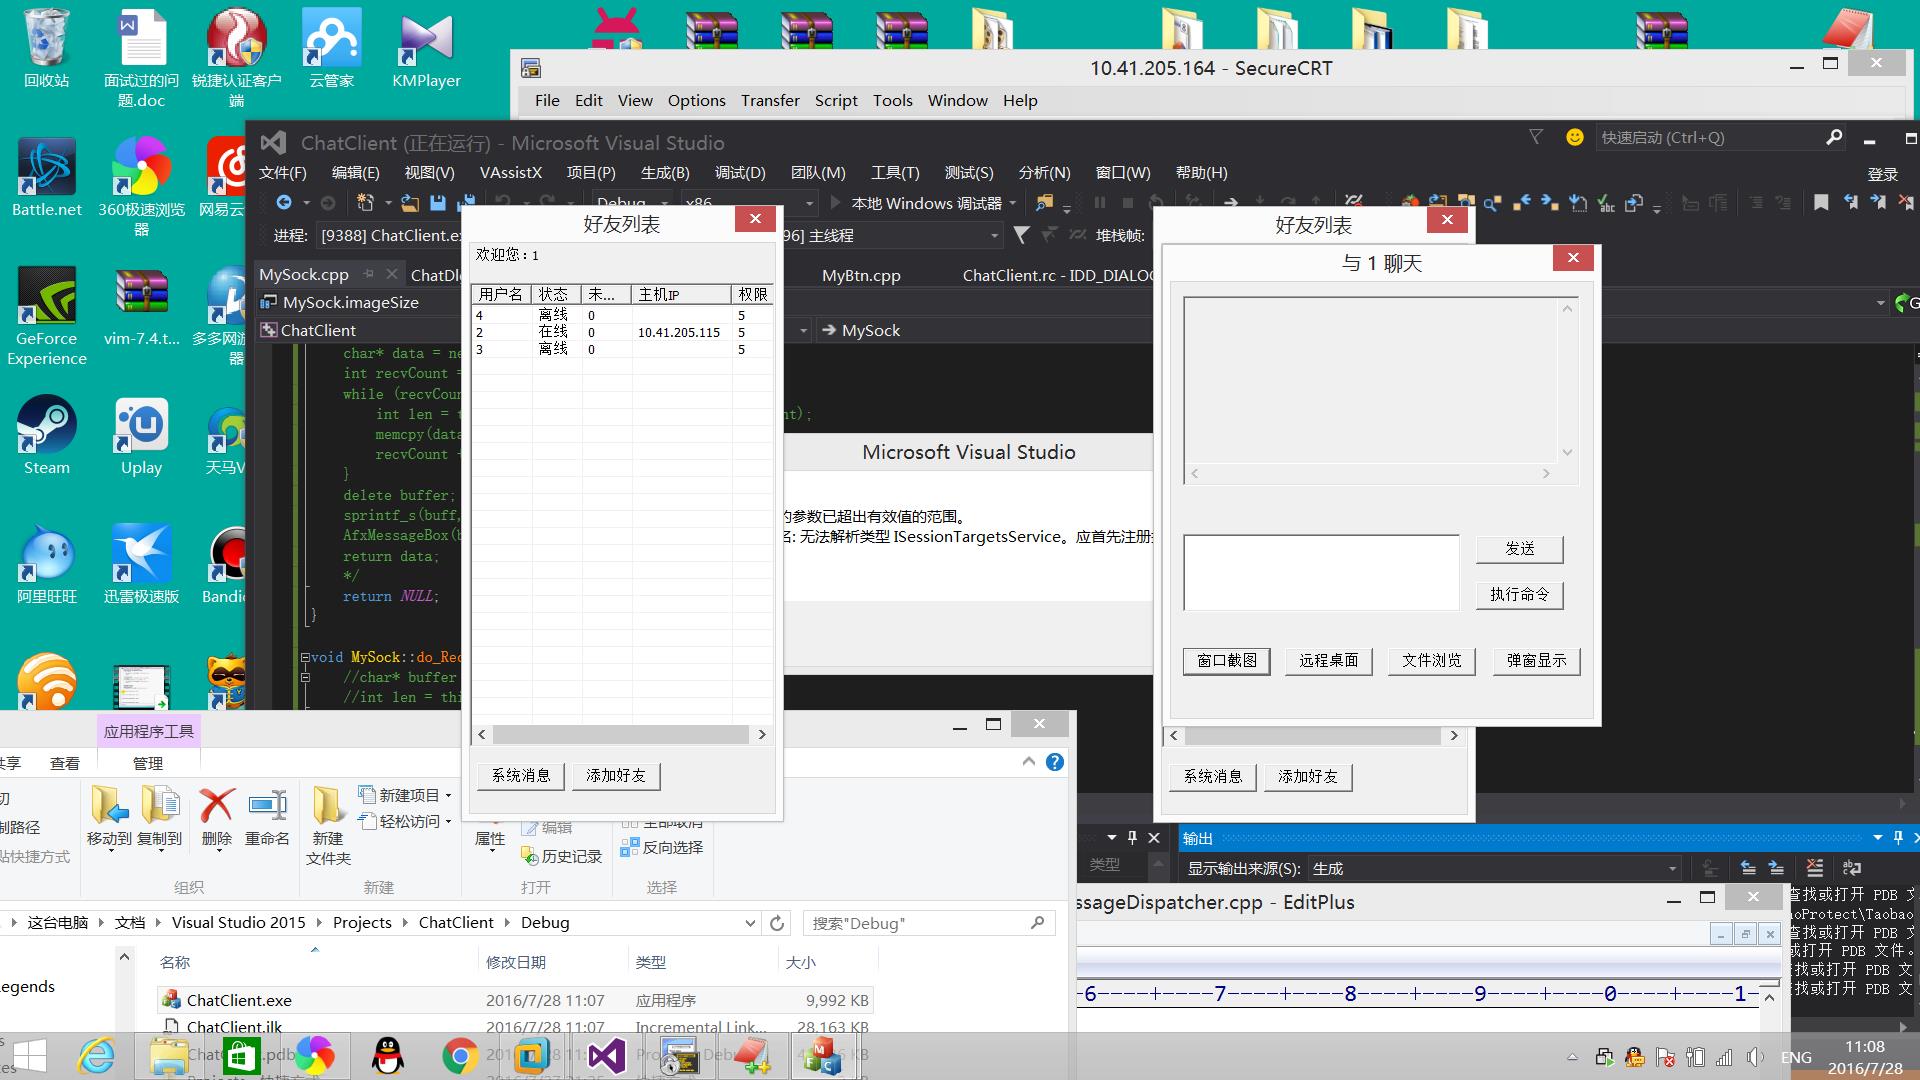 回收站
面试过的问题.doc
锐捷认证客户端
云管家
KMPlayer
Battle.net
360极速浏览器
网易云
GeForce Experience
vim-7.4.t...
多多网游
器
Steam
Uplay
天马V
阿里旺旺
迅雷极速版
Bandic
10.41.205.164 - SecureCRT
File Edit View Options Transfer Script Tools Window Help
ChatClient (正在运行) - Microsoft Visual Studio
快速启动 (Ctrl+Q)
文件(F) 编辑(E) 视图(V) VAssistX 项目(P) 生成(B) 调试(D) 团队(M) 工具(T) 测试(S) 分析(N) 窗口(W) 帮助(H)
登录
Debug x86 本地 Windows 调试器
进程: [9388] ChatClient.ex
96] 主线程
堆栈帧:
MySock.cpp
ChatDl
MyBtn.cpp
ChatClient.rc - IDD_DIALO
MySock.imageSize
ChatClient
MySock
char* data = ne
int recvCount =
while (recvCoun
int len = t
nt);
memcpy(data
recvCount +
}
delete buffer;
sprintf_s(buff,
AfxMessageBox(b
return data;
*/
return NULL;
}
void MySock::do_Rec
//char* buffer
//int len = thi
好友列表
欢迎您:1
用户名 状态 未... 主机IP 权限
4 离线 0 5
2 在线 0 10.41.205.115 5
3 离线 0 5
系统消息 添加好友
Microsoft Visual Studio
的参数已超出有效值的范围。
名: 无法解析类型 ISessionTargetsService。应首先注册
好友列表
与 1 聊天
发送
执行命令
窗口截图 远程桌面 文件浏览 弹窗显示
系统消息 添加好友
应用程序工具
共享 查看 管理
切
制路径
贴快捷方式
移动到 复制到 删除 重命名
组织
新建项目
轻松访问
新建文件夹
新建
属性
编辑
历史记录
打开
全部取消
反向选择
选择
这台电脑 文档 Visual Studio 2015 Projects ChatClient Debug
搜索"Debug"
名称 修改日期 类型 大小
egends
ChatClient.exe 2016/7/28 11:07 应用程序 9,992 KB
ChatClient.ilk 2016/7/28 11:07 Incremental Link... 28,163 KB
类型
输出
显示输出来源(S): 生成
查找或打开 PDB 文
aoProtect\Taobao
查找或打开 PDB 文
或打开 PDB 文件。
查找或打开 PDB 文
查找或打开 PDB 文
ssageDispatcher.cpp - EditPlus
-6----+----7----+----8----+----9----+----0----+----1-
ENG
11:08
2016/7/28